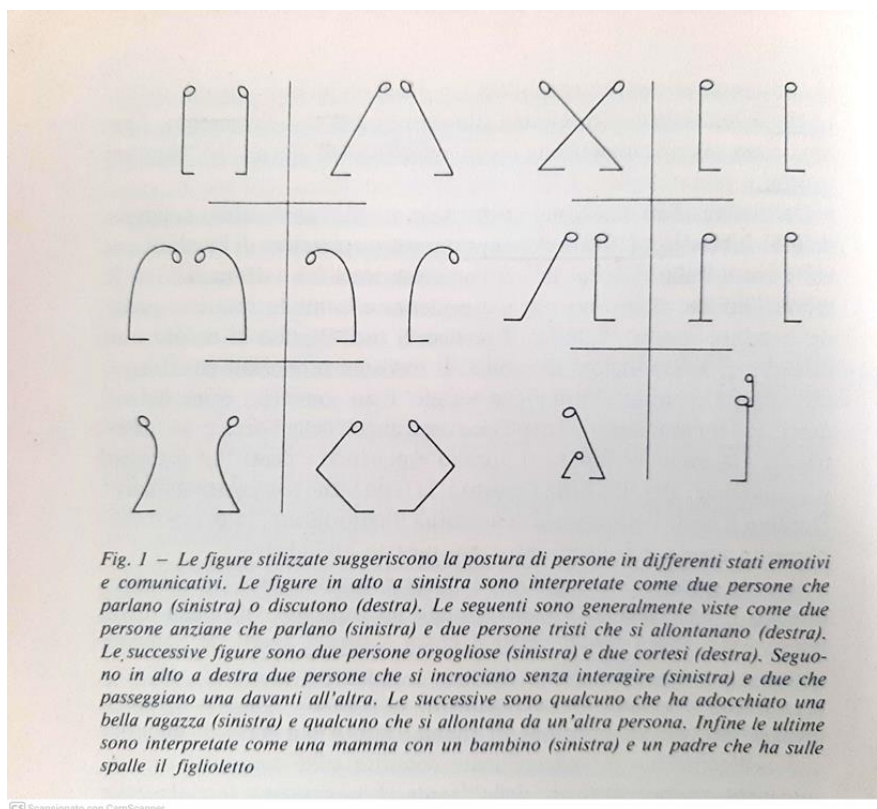 Fig. 1 – Le figure stilizzate suggeriscono la postura di persone in differenti stati emotivi
e comunicativi. Le figure in alto a sinistra sono interpretate come due persone che
parlano (sinistra) o discutono (destra). Le seguenti sono generalmente viste come due
persone anziane che parlano (sinistra) e due persone tristi che si allontanano (destra).
Le successive figure sono due persone orgogliose (sinistra) e due cortesi (destra). Seguo-
no in alto a destra due persone che si incrociano senza interagire (sinistra) e due che
passeggiano una davanti all'altra. Le successive sono qualcuno che ha adocchiato una
bella ragazza (sinistra) e qualcuno che si allontana da un'altra persona. Infine le ultime
sono interpretate come una mamma con un bambino (sinistra) e un padre che ha sulle
spalle il figlioletto
CS Scansionato con CamScanner